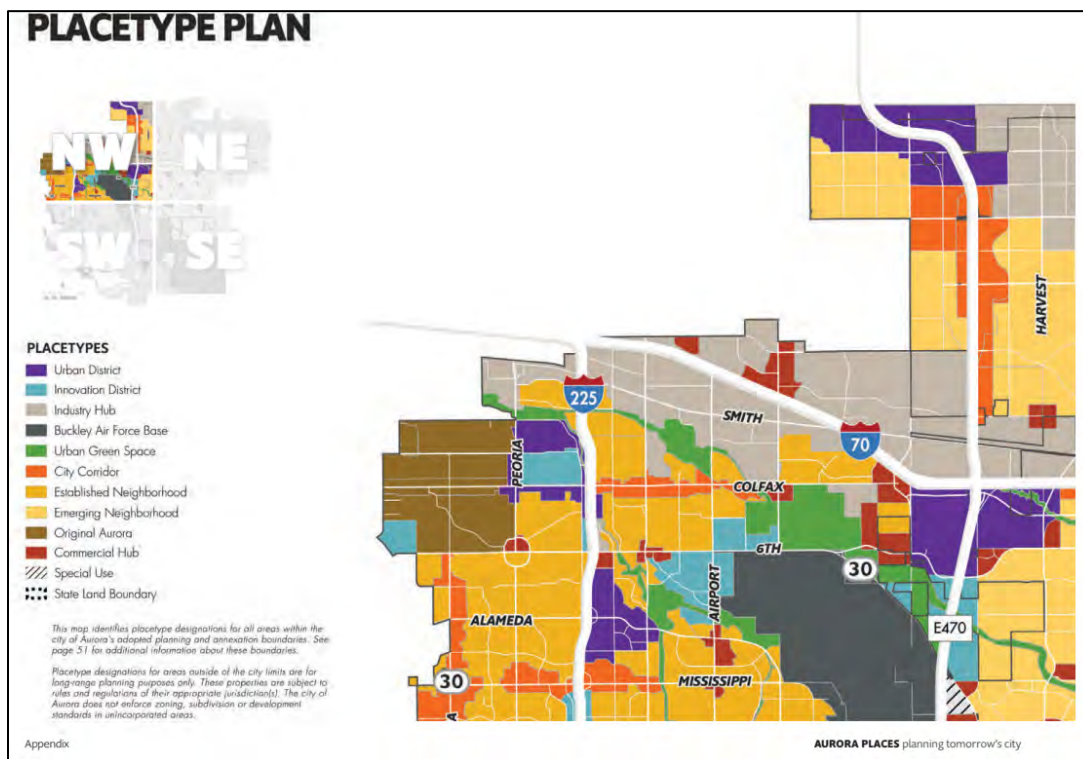 PLACETYPE PLAN
NW NE
SW SE
PLACETYPES
Urban District
Innovation District
Industry Hub
Buckley Air Force Base
Urban Green Space
City Corridor
Established Neighborhood
Emerging Neighborhood
Original Aurora
Commercial Hub
Special Use
State Land Boundary
This map identifies placetype designations for all areas within the
city of Aurora's adopted planning and annexation boundaries. See
page 51 for additional information about these boundaries.
Placetype designations for areas outside of the city limits are for
long-range planning purposes only. These properties are subject to
rules and regulations of their appropriate jurisdiction(s). The city of
Aurora does not enforce zoning, subdivision or development
standards in unincorporated areas.
HARVEST
225
SMITH
70
PEORIA
COLFAX
6TH
30
AIRPORT
ALAMEDA
E470
30
MISSISSIPPI
A
Appendix
AURORA PLACES planning tomorrow's city